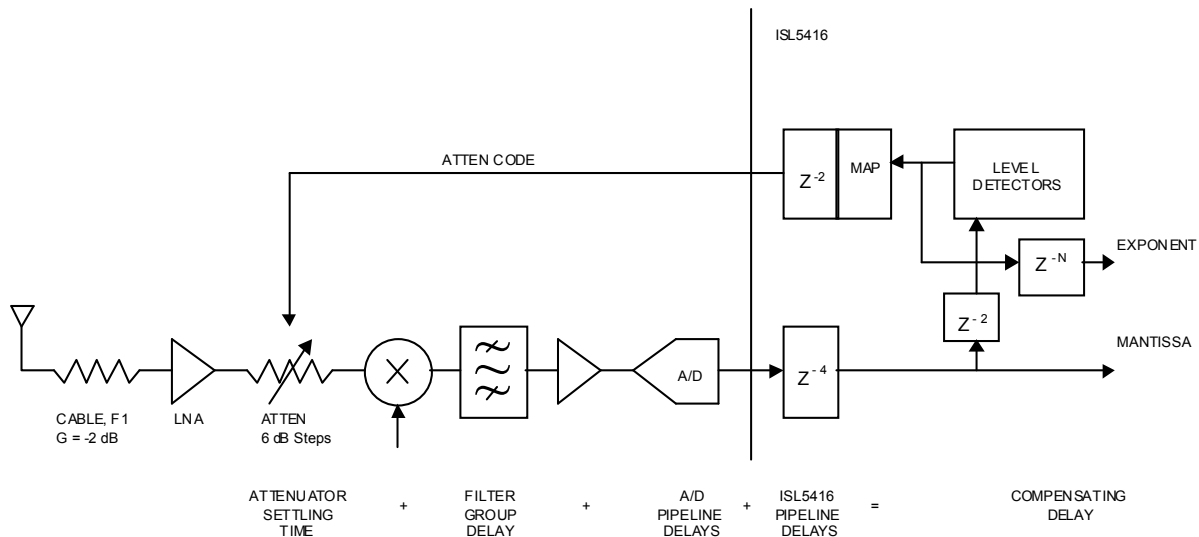 ISL5416
ATTEN CODE
Z-2
MAP
LEVEL
DETECTORS
EXPONENT
Z-N
Z-2
MANTISSA
A/D
Z-4
CABLE, F1
G = -2 dB
LNA
ATTEN
6 dB Steps
ATTENUATOR
SETTLING
TIME
+
FILTER
GROUP
DELAY
+
A/D
PIPELINE
DELAYS
+
ISL5416
PIPELINE
DELAYS
=
COMPENSATING
DELAY